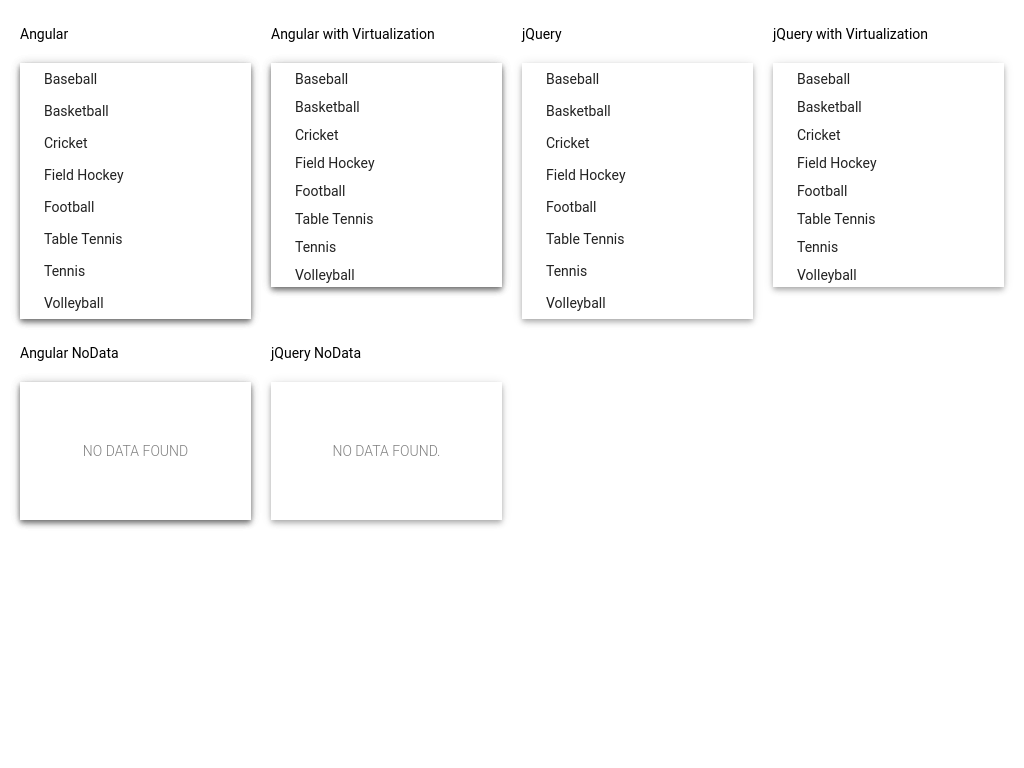 Angular
Baseball
Basketball
Cricket
Field Hockey
Football
Table Tennis
Tennis
Volleyball
Angular with Virtualization
Baseball
Basketball
Cricket
Field Hockey
Football
Table Tennis
Tennis
Volleyball
jQuery
Baseball
Basketball
Cricket
Field Hockey
Football
Table Tennis
Tennis
Volleyball
jQuery with Virtualization
Baseball
Basketball
Cricket
Field Hockey
Football
Table Tennis
Tennis
Volleyball
Angular NoData
NO DATA FOUND
jQuery NoData
NO DATA FOUND.